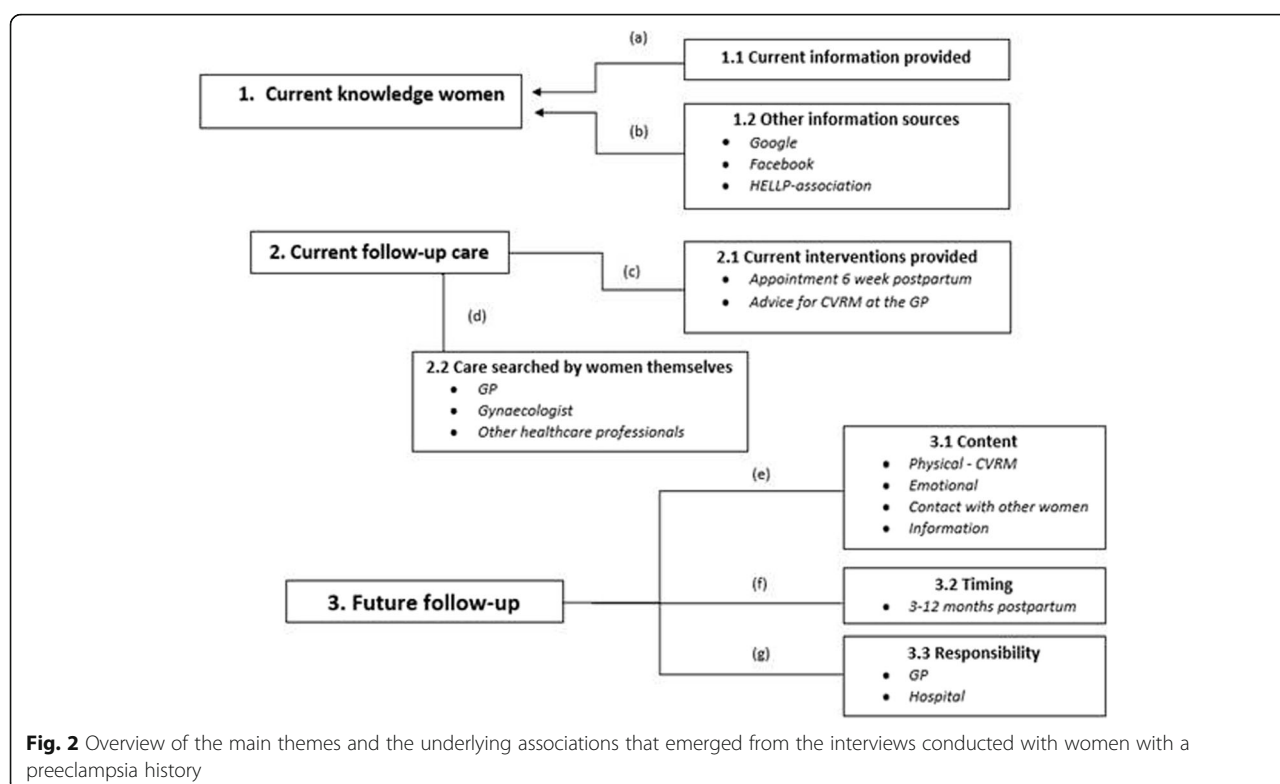 (a)
1.1 Current information provided
1. Current knowledge women
(b)
1.2 Other information sources
• Google
• Facebook
• HELLP-association
2. Current follow-up care
(c)
2.1 Current interventions provided
• Appointment 6 week postpartum
• Advice for CVRM at the GP
(d)
2.2 Care searched by women themselves
• GP
• Gynaecologist
• Other healthcare professionals
(e)
3.1 Content
• Physical - CVRM
• Emotional
• Contact with other women
• Information
3. Future follow-up
(f)
3.2 Timing
• 3-12 months postpartum
(g)
3.3 Responsibility
• GP
• Hospital
Fig. 2 Overview of the main themes and the underlying associations that emerged from the interviews conducted with women with a
preeclampsia history